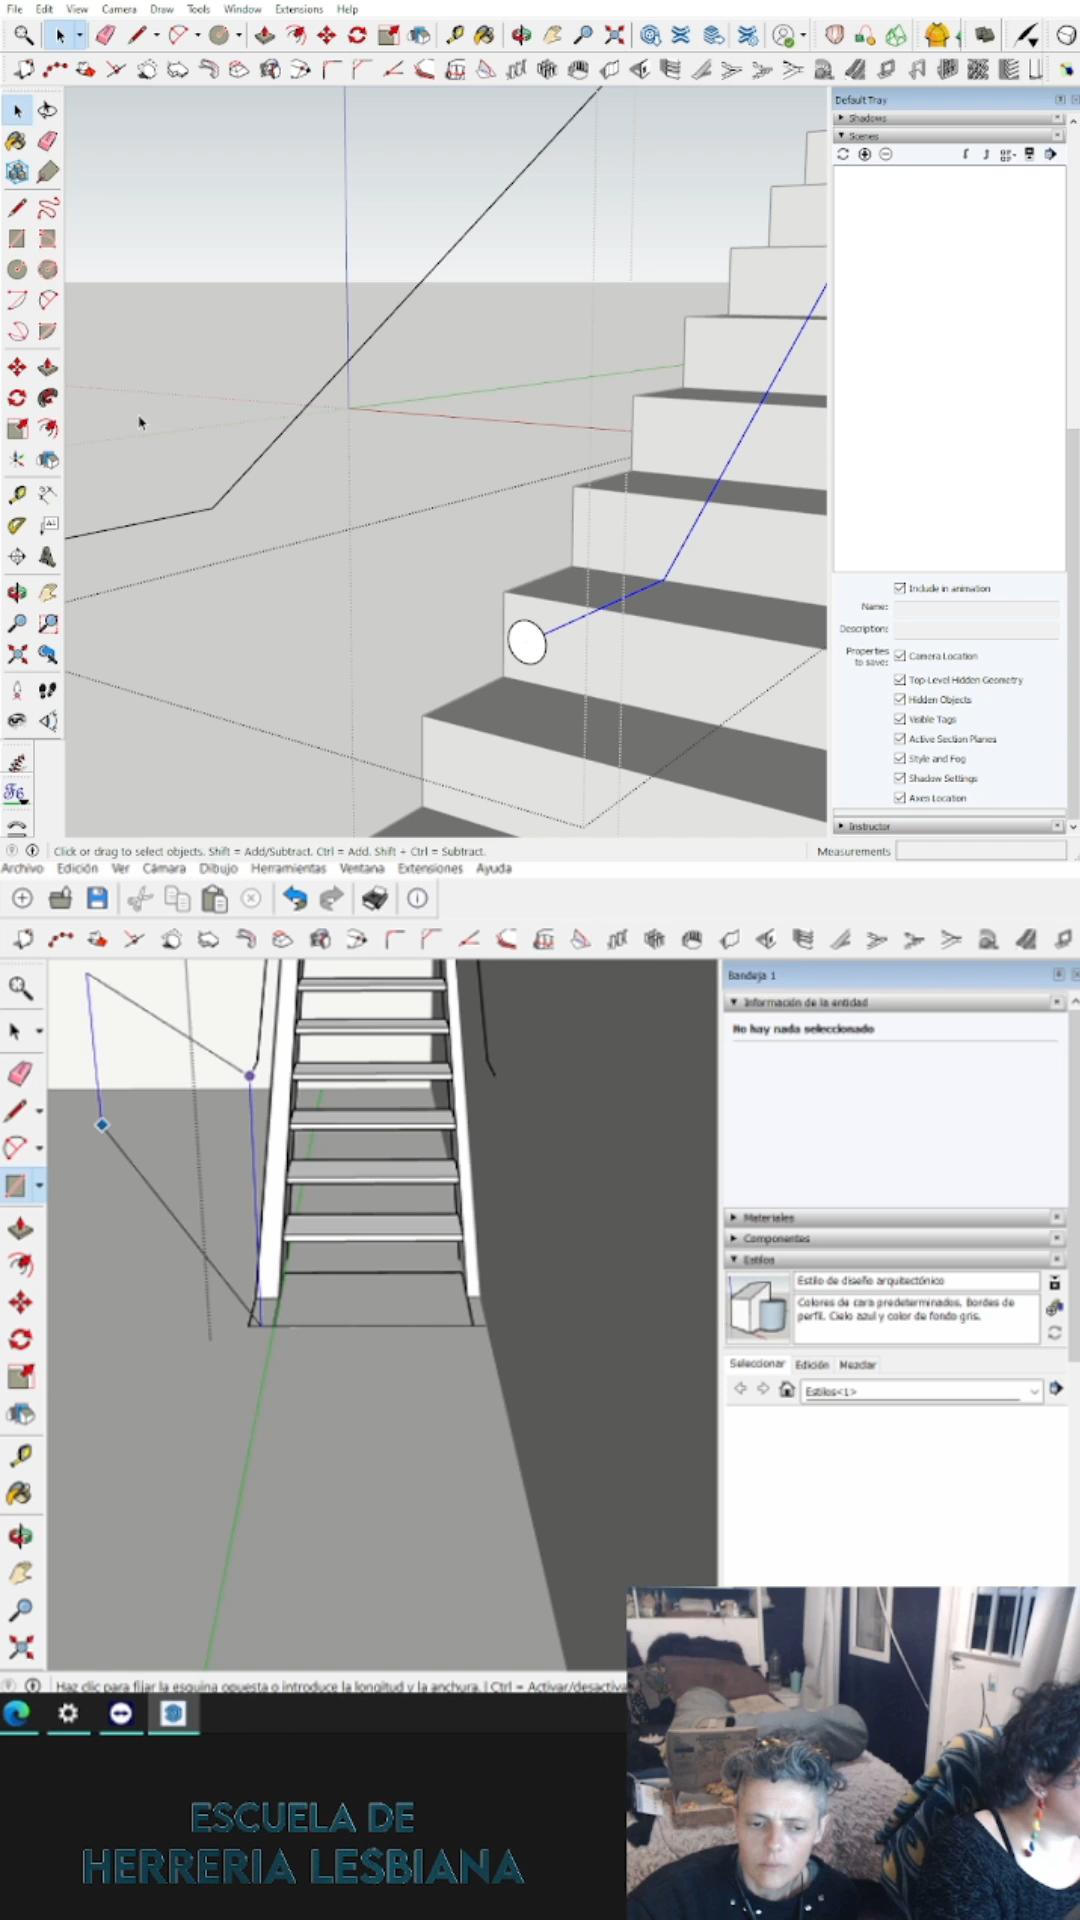 File Edit View Camera Draw Tools Window Extensions Help
Default Tray
Shadows
Scenes
Include in animation
Name:
Description:
Properties
to save:
Camera Location
Top-Level Hidden Geometry
Hidden Objects
Visible Tags
Active Section Planes
Style and Fog
Shadow Settings
Axes Location
Instructor
Click or drag to select objects. Shift = Add/Subtract. Ctrl = Add. Shift + Ctrl = Subtract.
Measurements
Archivo Edición Ver Cámara Dibujo Herramientas Ventana Extensiones Ayuda
Bandeja 1
Información de la entidad
No hay nada seleccionado
Materiales
Componentes
Estilos
Estilo de diseño arquitectónico
Colores de cara predeterminados. Bordes de
perfil. Cielo azul y color de fondo gris.
Seleccionar Edición Mezclar
Estilos<1>
Haz clic para fijar la esquina opuesta o introduce la longitud y la anchura. | Ctrl = Activar/desactiva
ESCUELA DE
HERRERIA LESBIANA